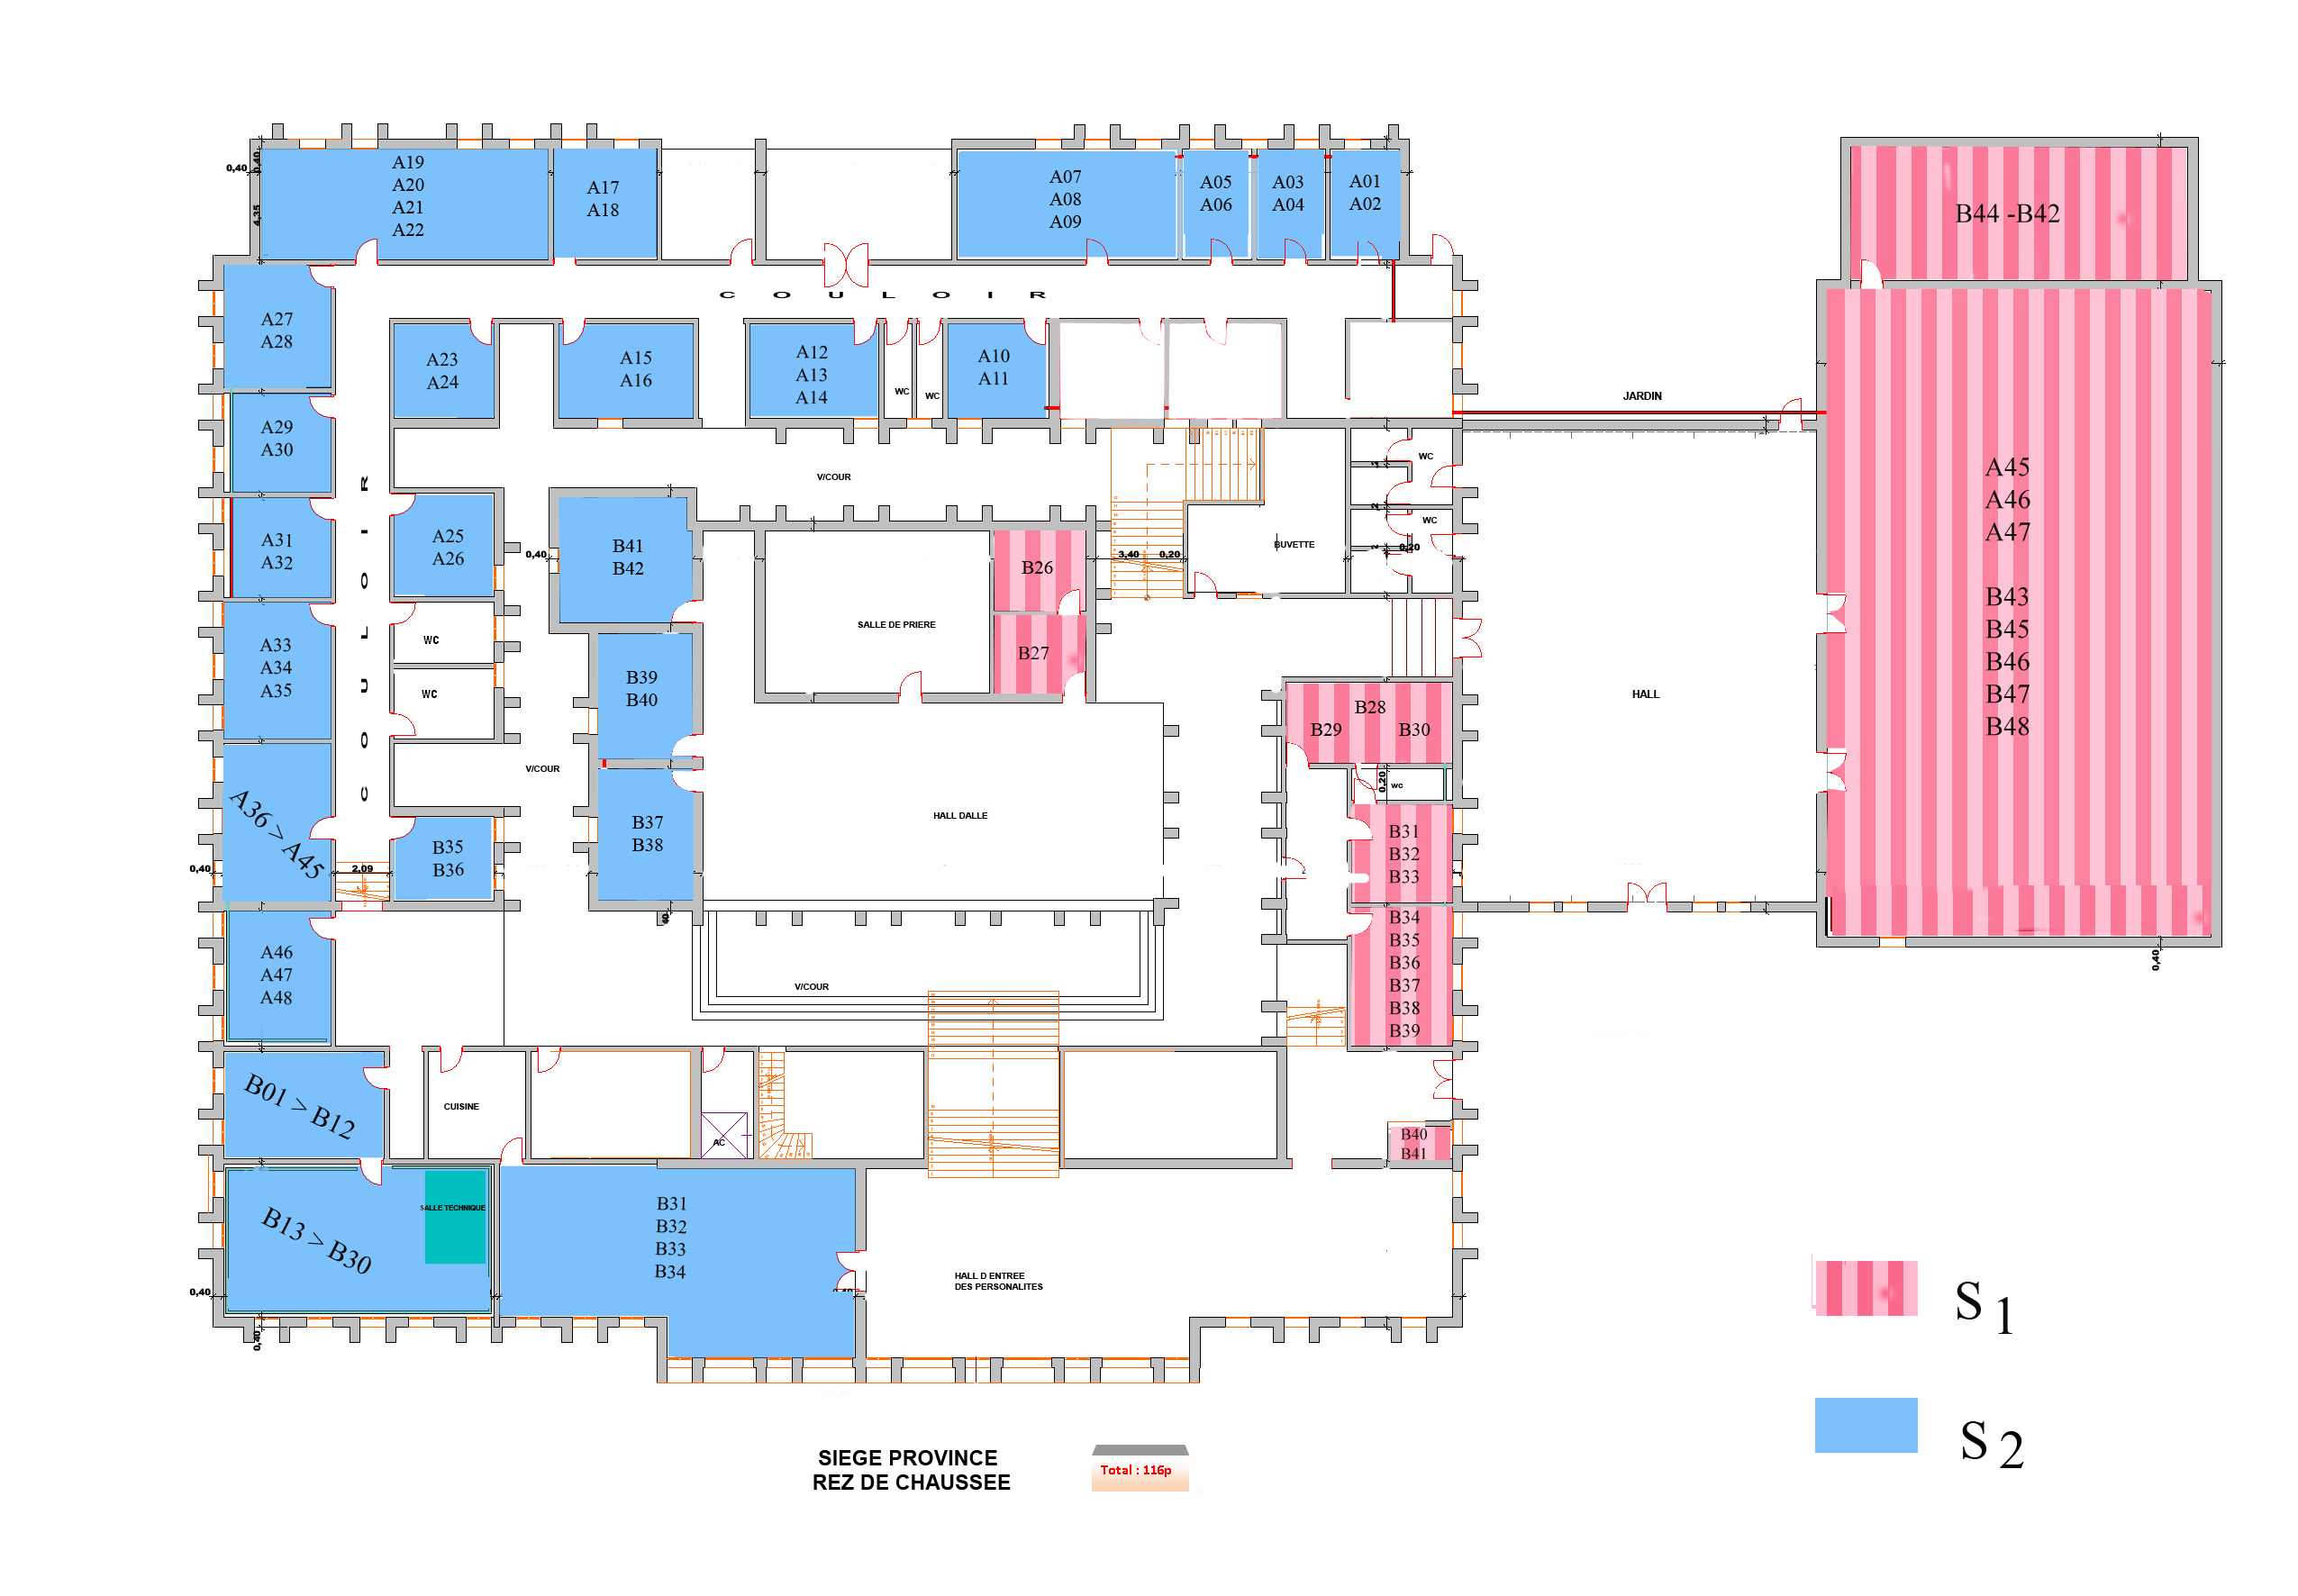 A19
A20
A21
A22
A17
A18
A07
A08
A09
A05
A06
A03
A04
A01
A02
B44 -B42
0,40
0,40
4,35
COULOIR
A27
A28
A23
A24
A15
A16
A12
A13
A14
WC
WC
A10
A11
JARDIN
A29
A30
COULOIR
V/COUR
WC
A45
A46
A47
B43
B45
B46
B47
B48
A31
A32
A25
A26
0,40
B41
B42
B26
3,40
0,20
BUVETTE
WC
0,20
A33
A34
A35
WC
WC
B39
B40
SALLE DE PRIERE
B27
B28
B29
B30
HALL
V/COUR
0,20
WC
A36 > A45
B35
B36
B37
B38
HALL DALLE
B31
B32
B33
0,40
2,09
40
A46
A47
A48
V/COUR
B34
B35
B36
B37
B38
B39
0,40
B01 > B12
CUISINE
AC
B40
B41
B13 > B30
SALLE TECHNIQUE
B31
B32
B33
B34
HALL D ENTREE
DES PERSONALITES
0,40
0,40
S 1
S 2
SIEGE PROVINCE
REZ DE CHAUSSEE
Total : 116p